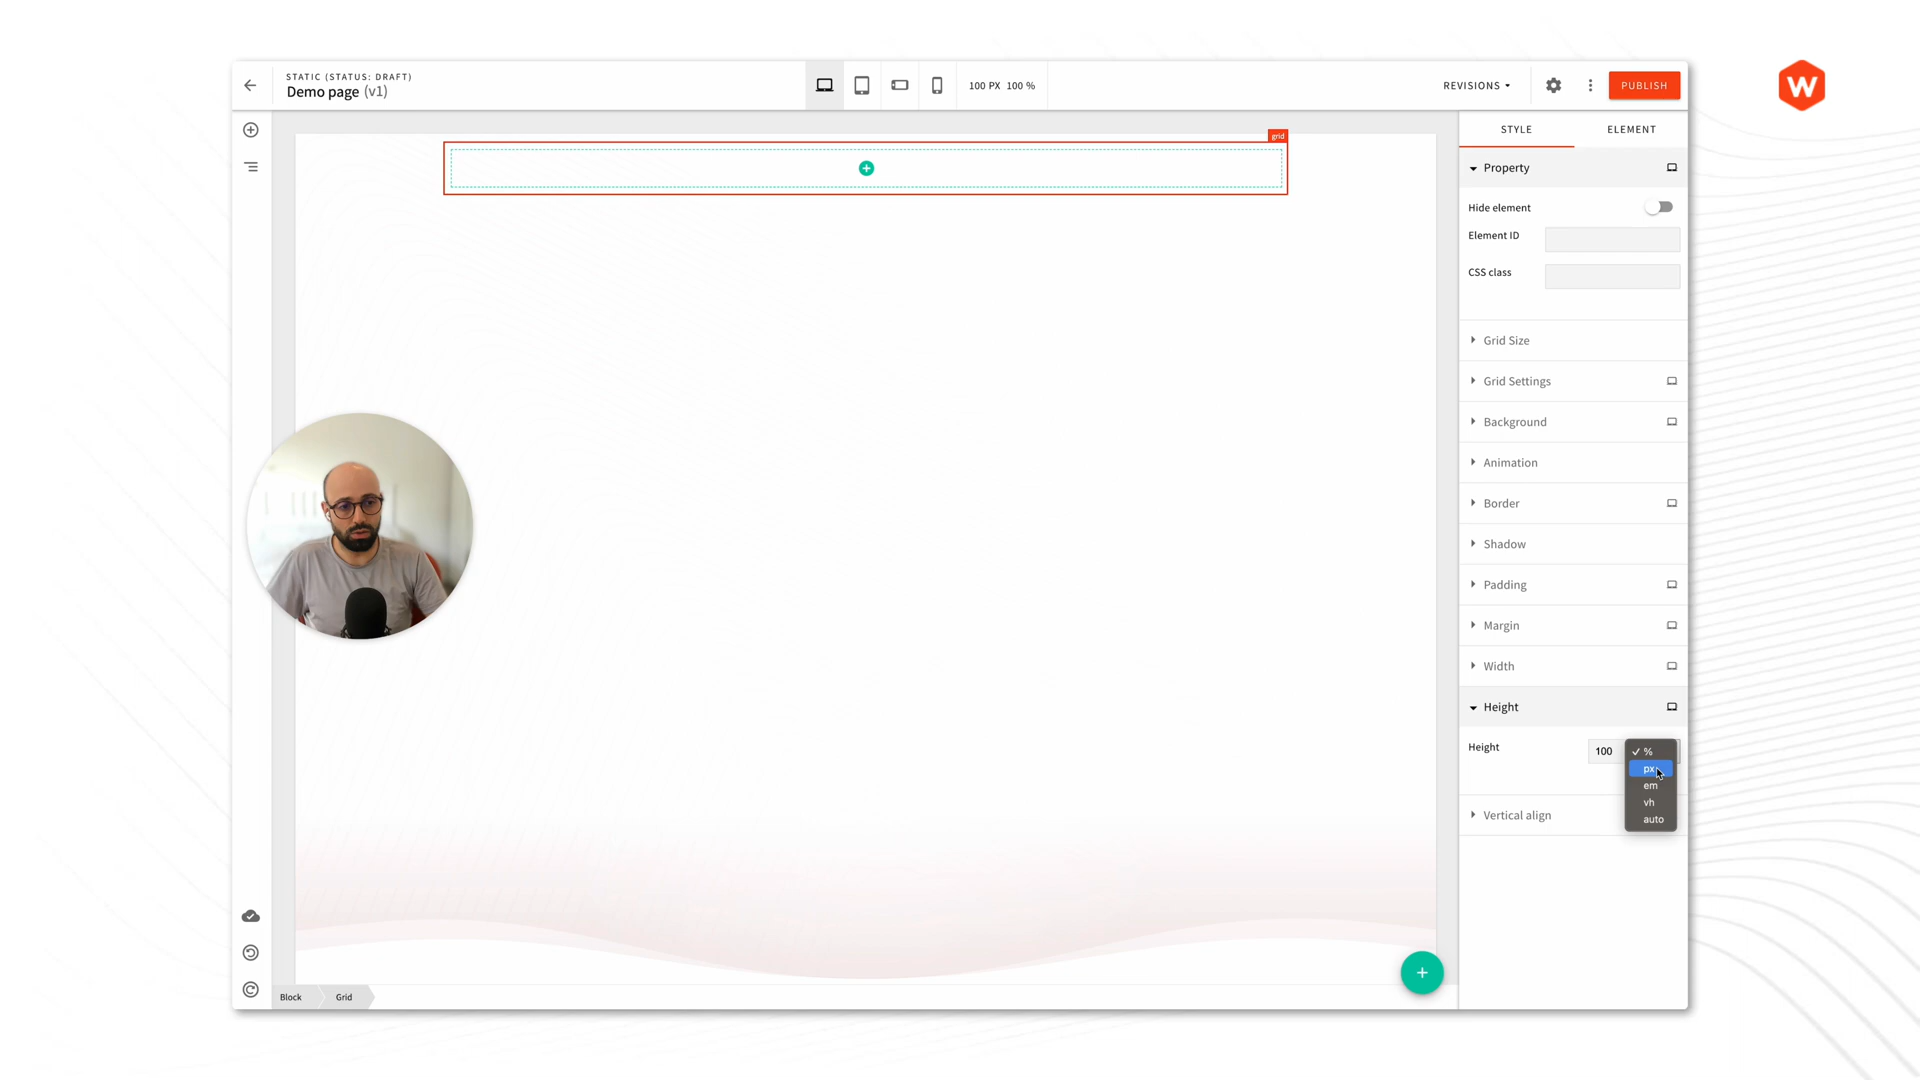 STATIC (STATUS: DRAFT)
Demo page (v1)
100 PX 100 %
REVISIONS
PUBLISH
W
grid
STYLE
ELEMENT
Property
Hide element
Element ID
CSS class
Grid Size
Grid Settings
Background
Animation
Border
Shadow
Padding
Margin
Width
Height
Height
100
✓ %
px
em
vh
auto
Vertical align
Block
Grid